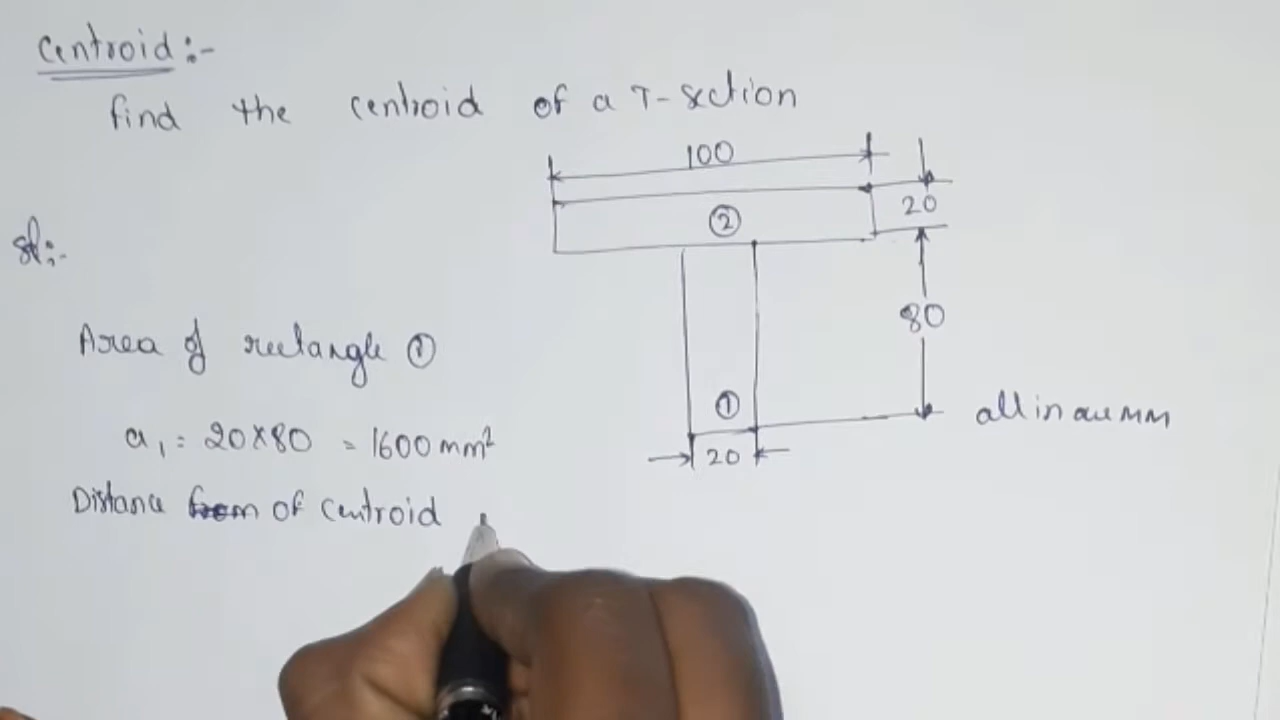 Centroid:-
find the centroid of a T-section
100
20
②
Sol:-
80
Area of rectangle ①
①
all in are MM
a₁ = 20×80 = 1600 mm²
20
Distance from of centroid